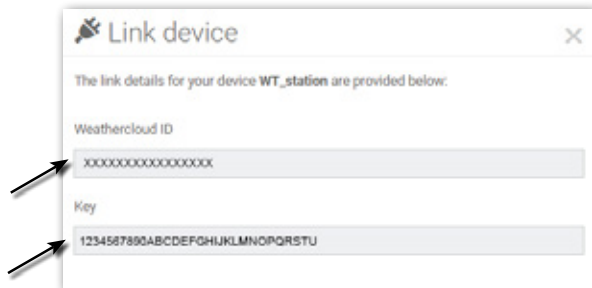 Link device
The link details for your device WT_station are provided below:
Weathercloud ID
XXXXXXXXXXXXXXXX
Key
1234567890ABCDEFGHIJKLMNOPQRSTU